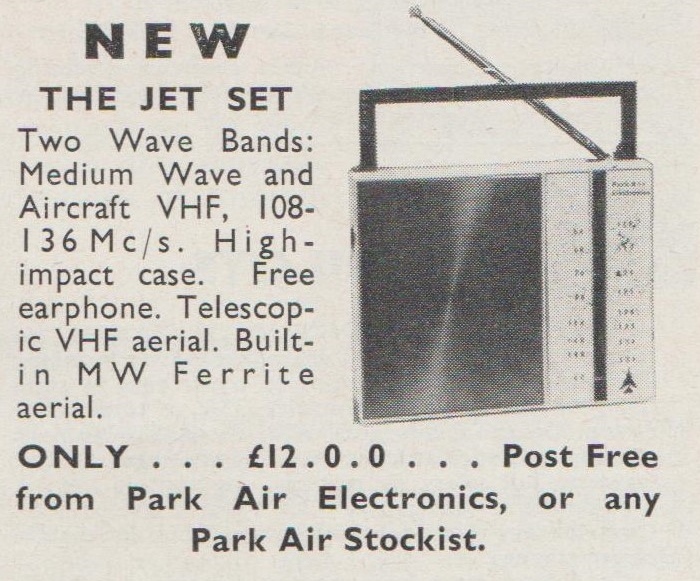 NEW
THE JET SET
Two Wave Bands:
Medium Wave and
Aircraft VHF, 108-
136 Mc/s. High-
impact case. Free
earphone. Telescop-
ic VHF aerial. Built-
in MW Ferrite
aerial.
ONLY . . . £12.0.0 . . . Post Free
from Park Air Electronics, or any
Park Air Stockist.